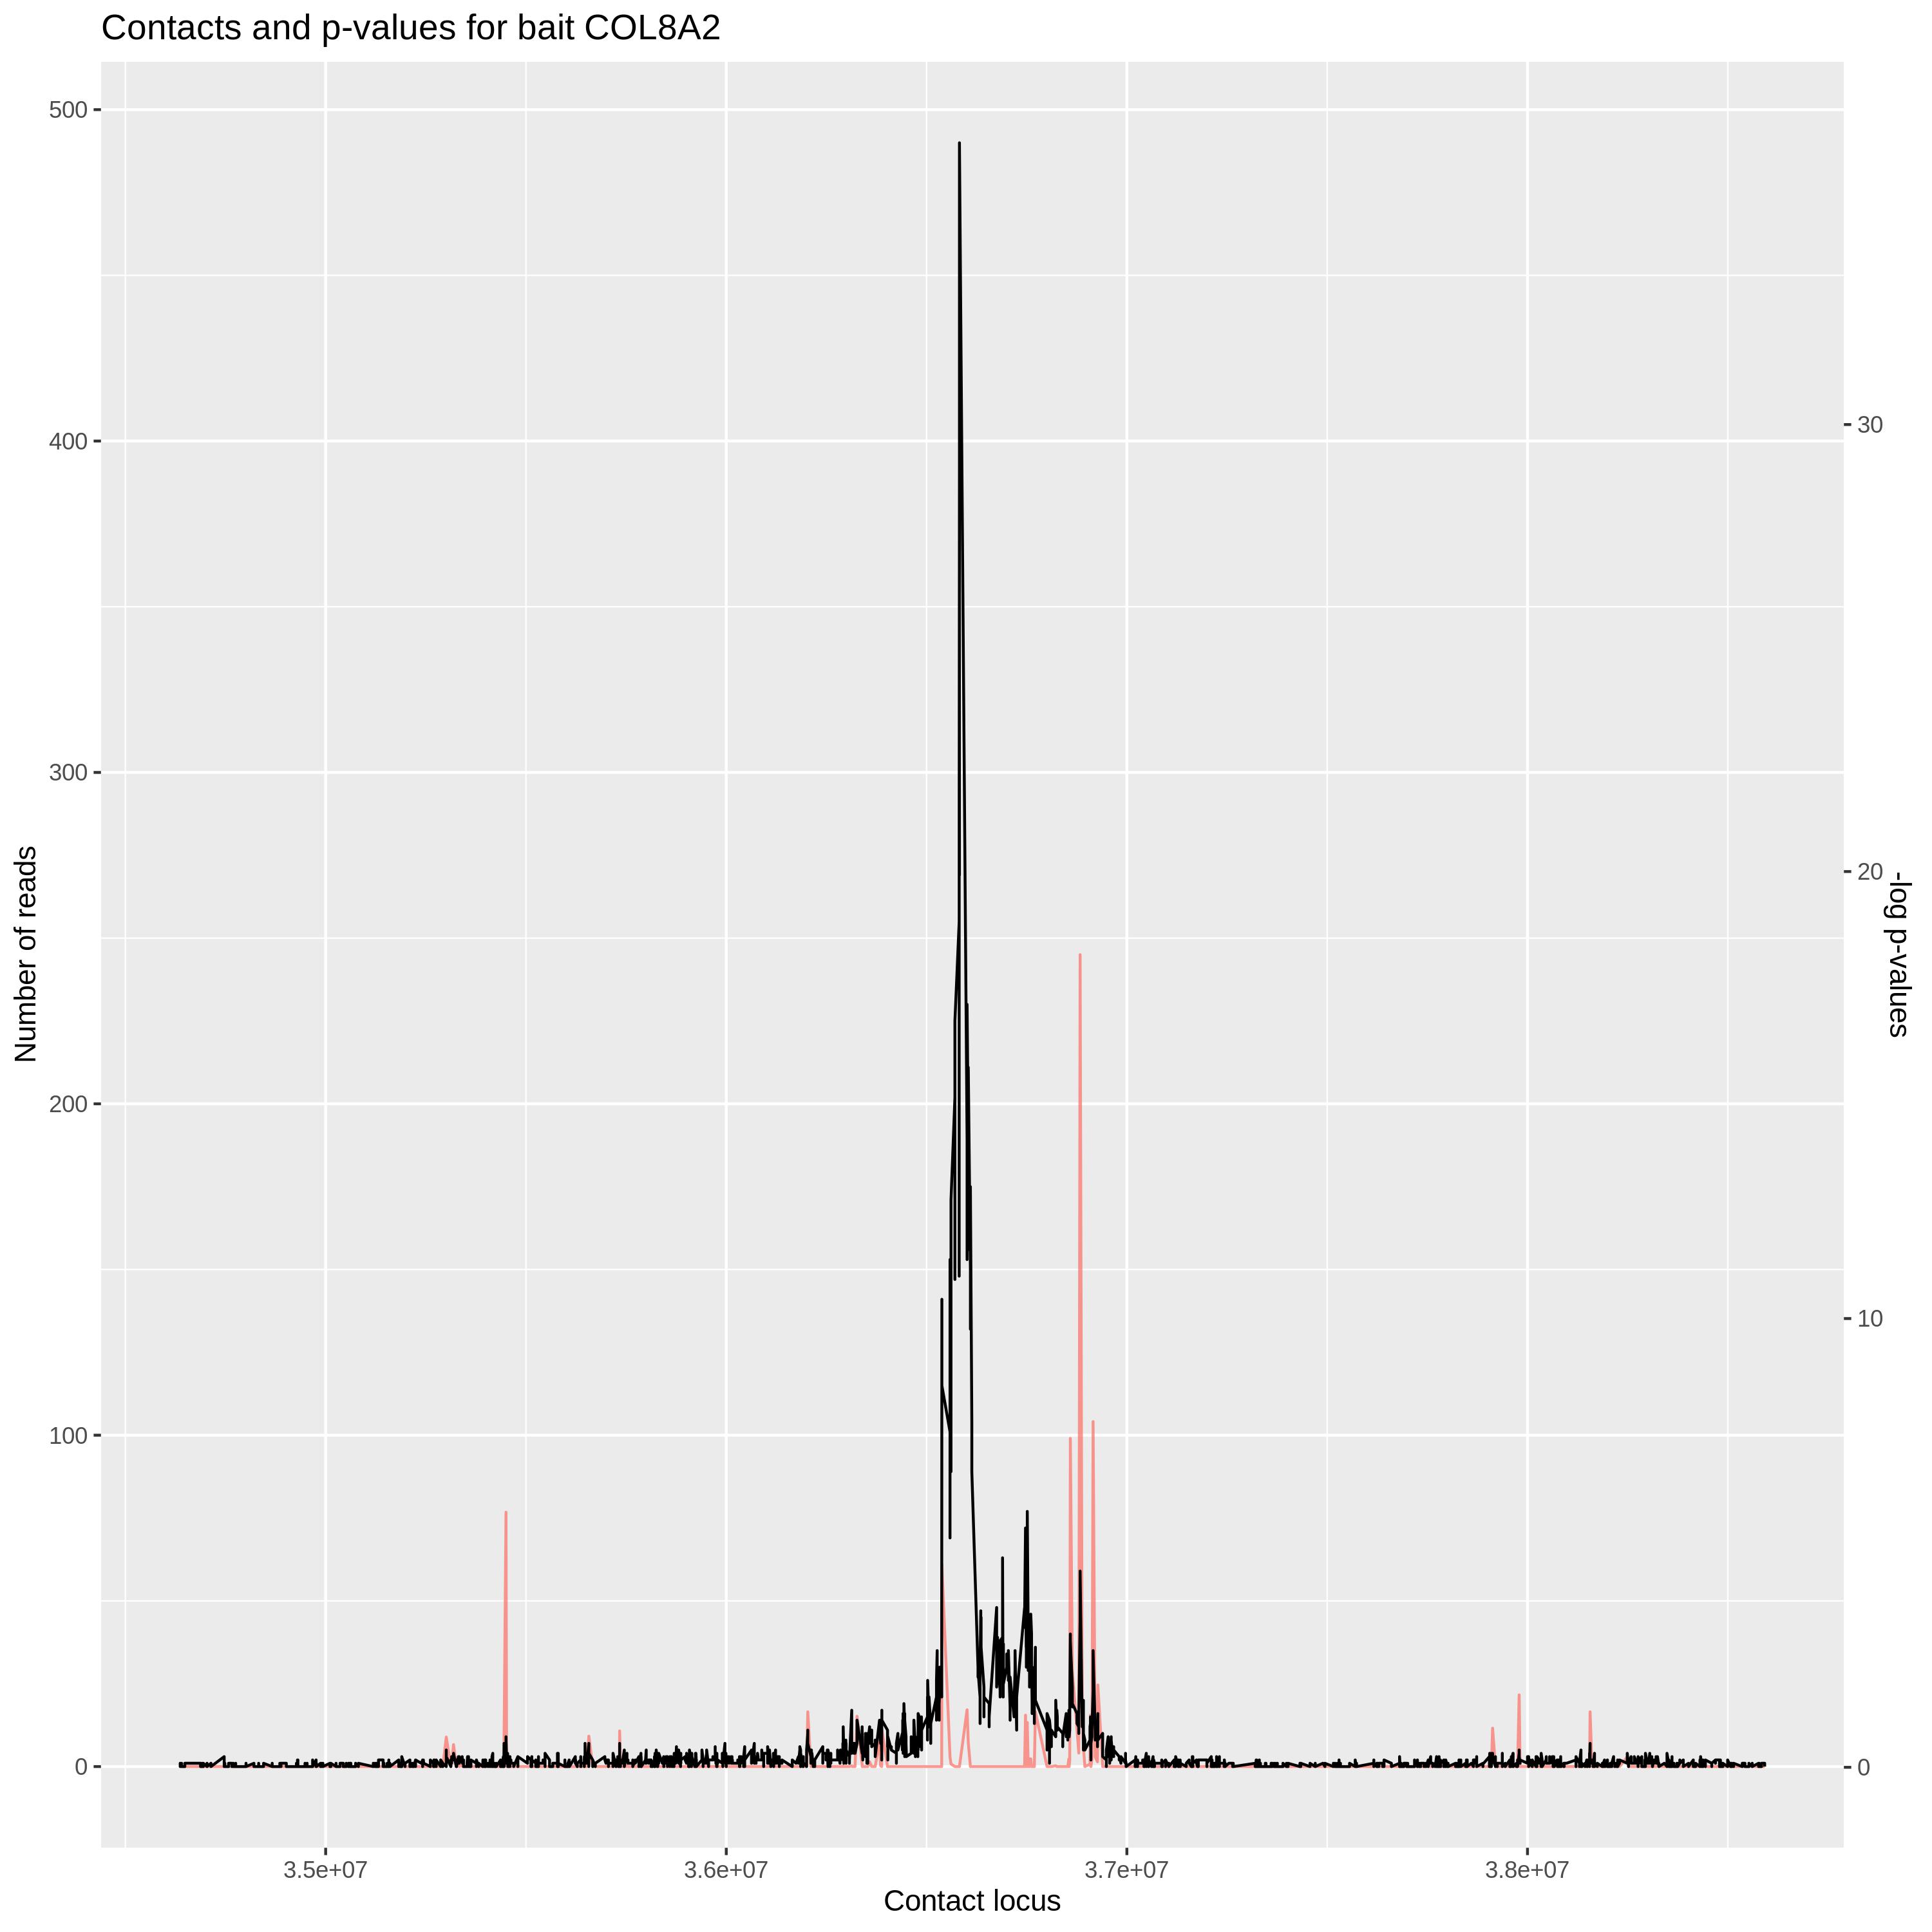 Contacts and p-values for bait COL8A2
500
400
300
200
100
0
Number of reads
30
20
10
0
-log p-values
3.5e+07
3.6e+07
3.7e+07
3.8e+07
Contact locus